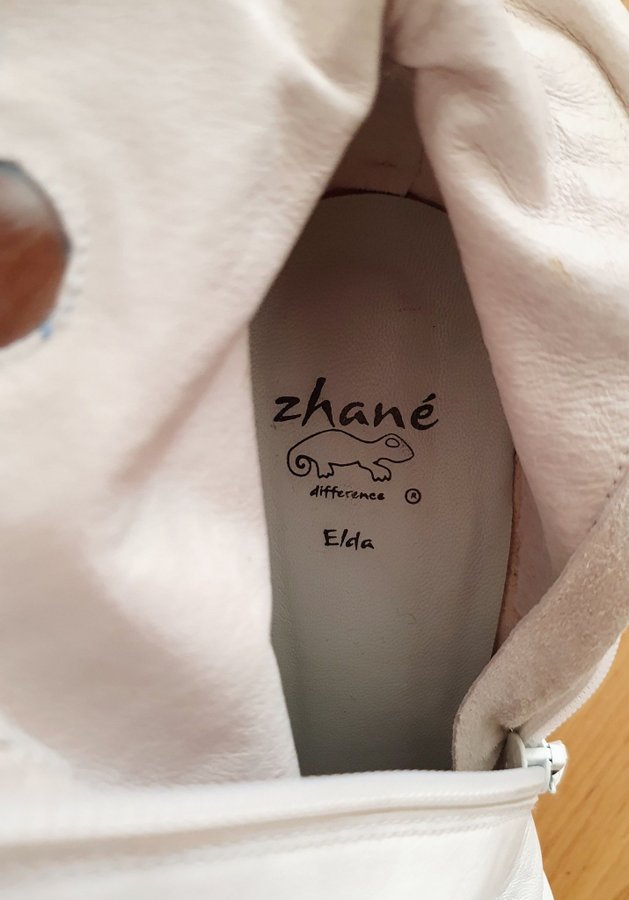 zhané
difference ®
Elda